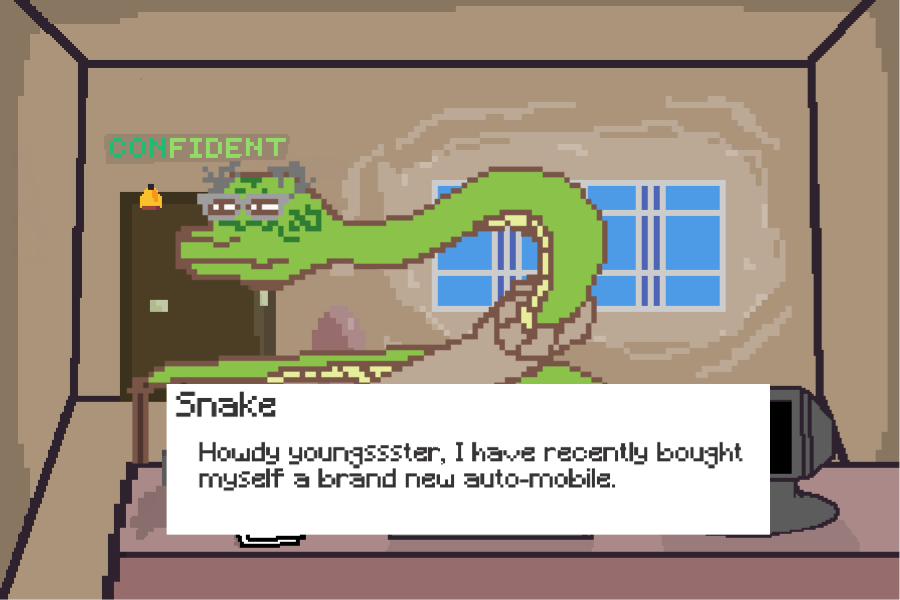 CONFIDENT
Snake
Howdy youngssster, I have recently bought
myself a brand new auto-mobile.